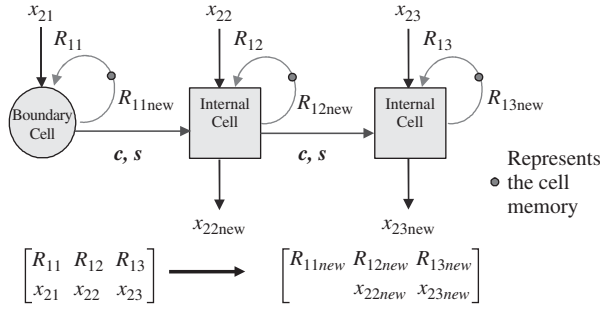 x21 x22 x23
R11 R12 R13
Boundary Cell
Internal Cell
Internal Cell
R11new R12new R13new
c, s c, s
Represents the cell memory
x22new x23new
R11 R12 R13 R11new R12new R13new
x21 x22 x23 x22new x23new